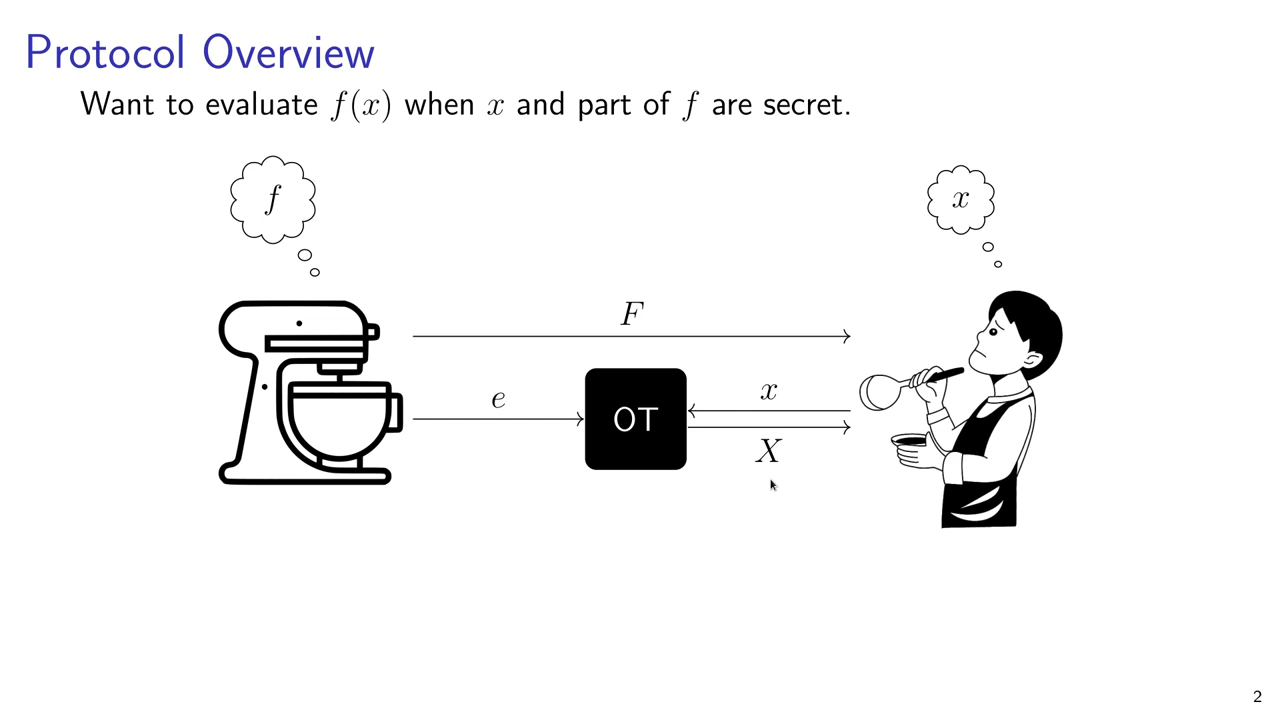 Protocol Overview
Want to evaluate f(x) when x and part of f are secret.
f
x
F
e
OT
x
X
2